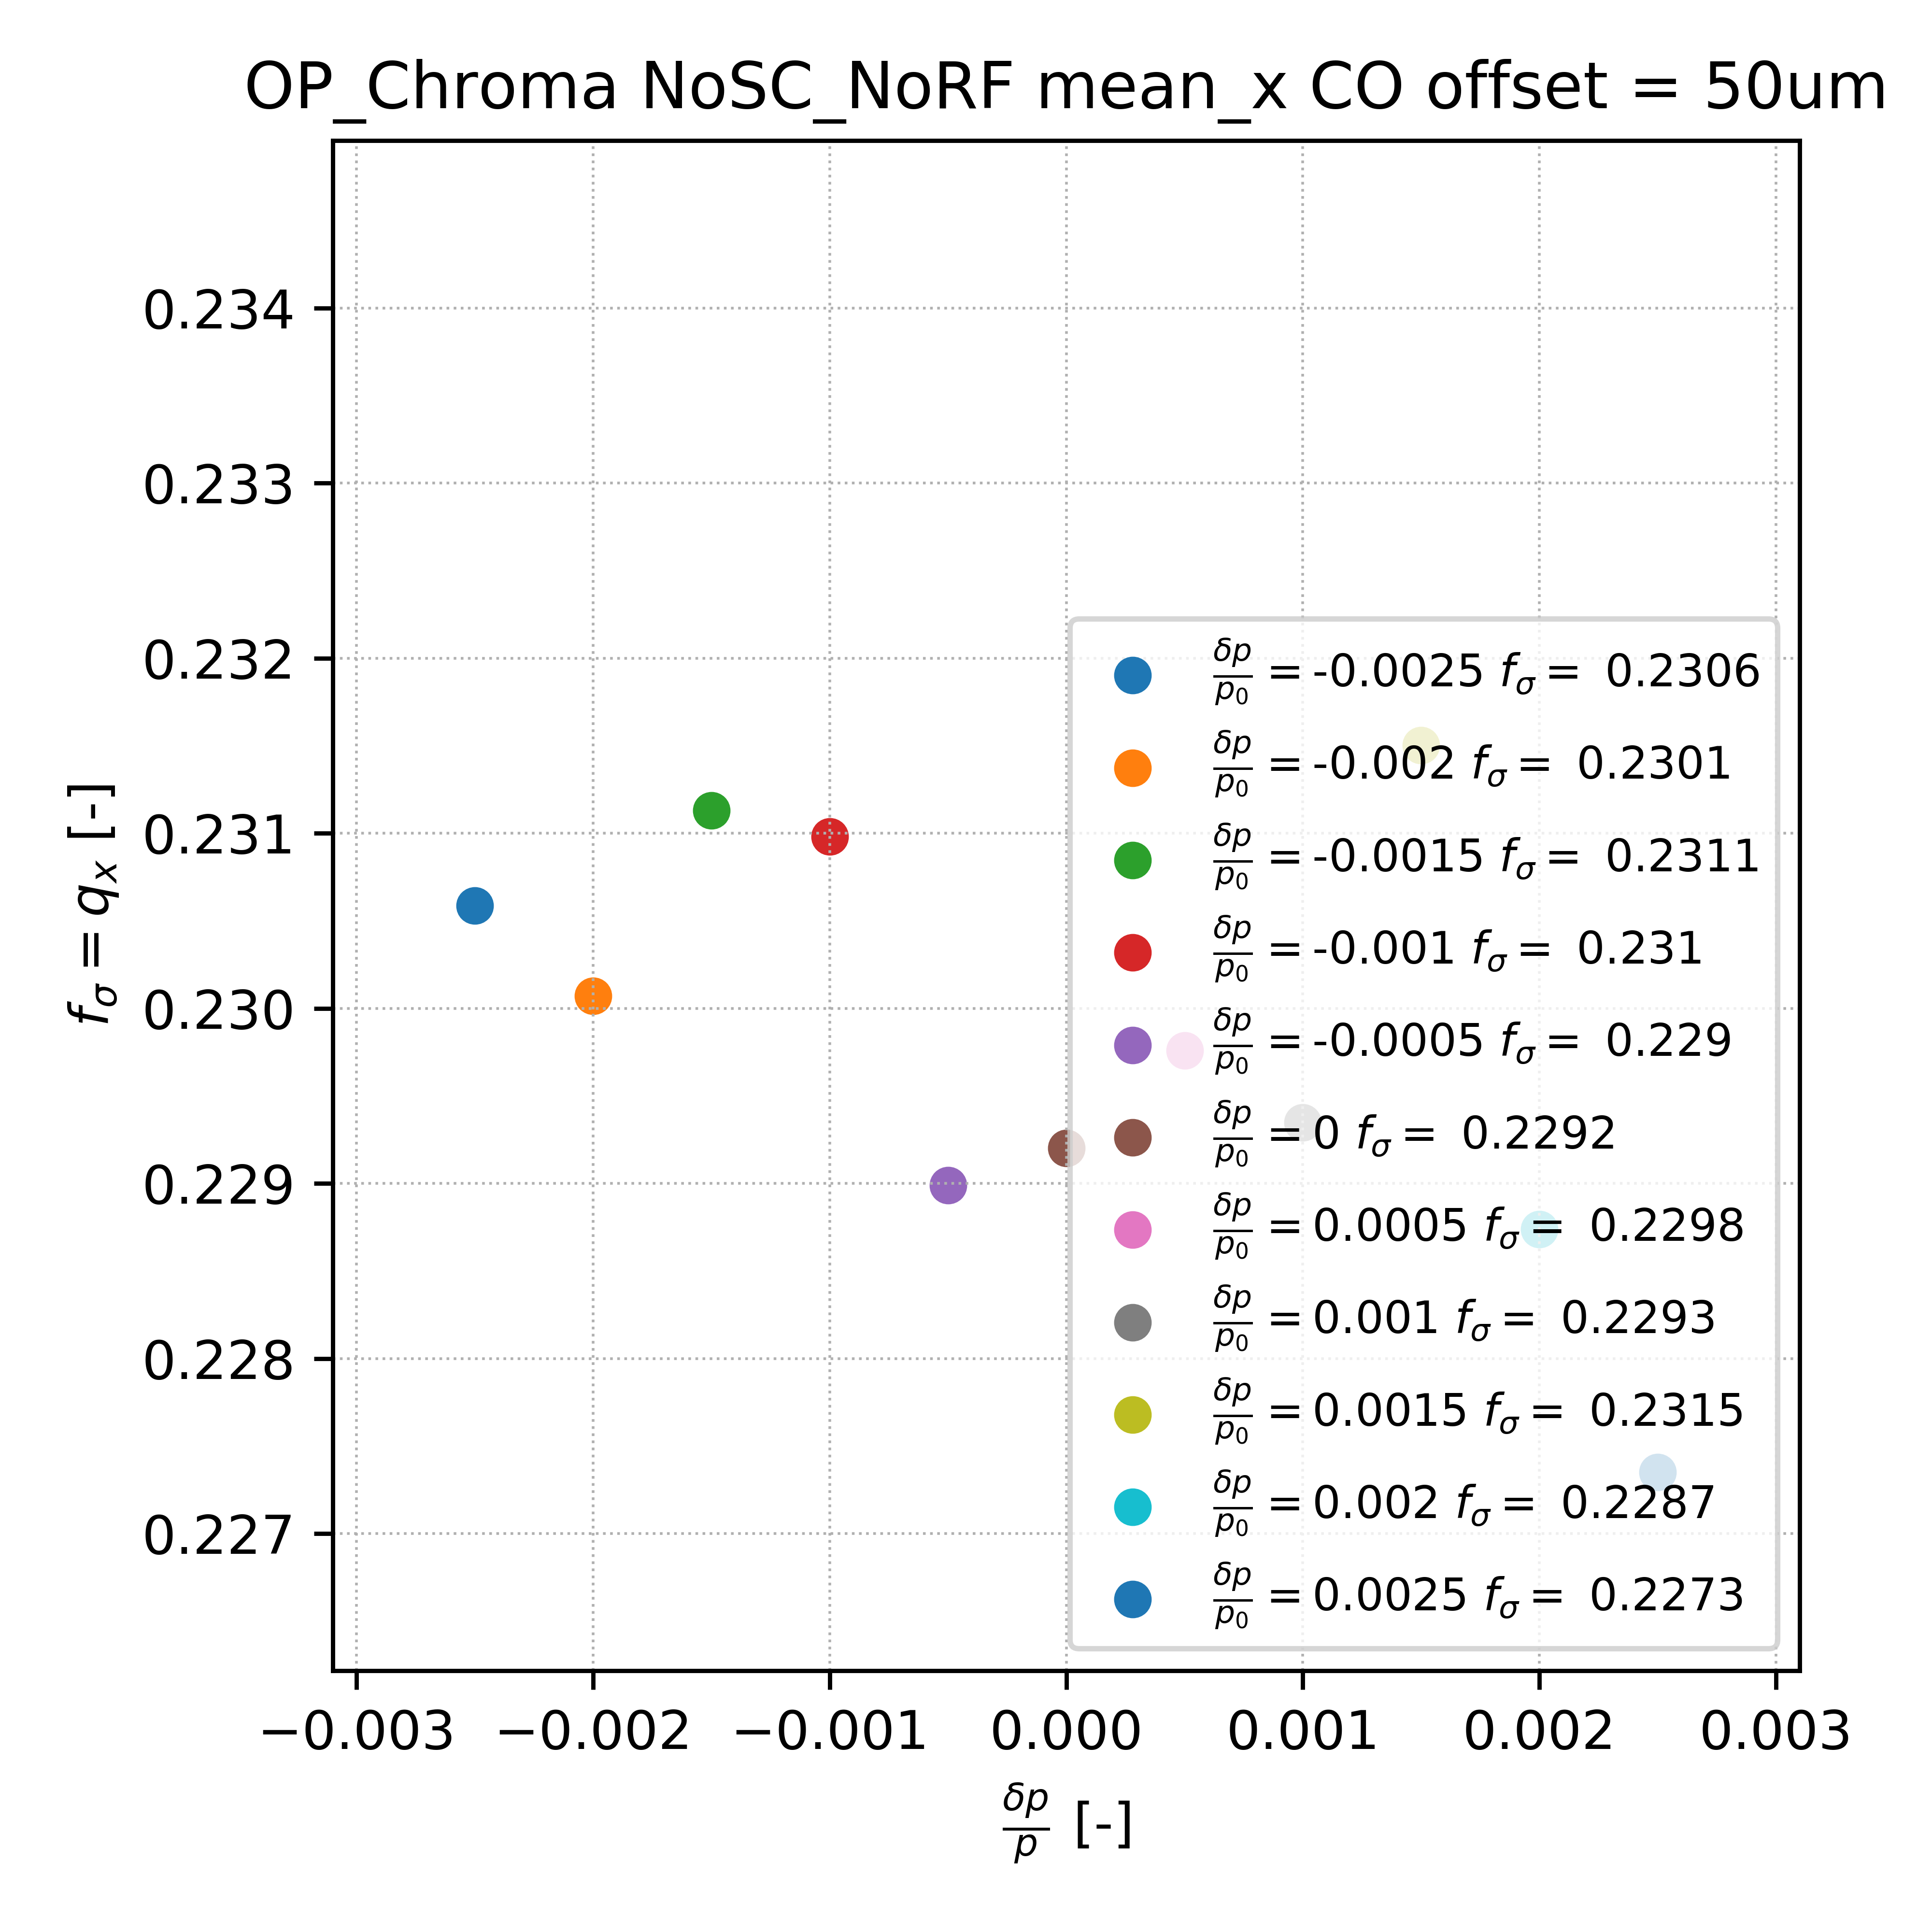 OP_Chroma NoSC_NoRF mean_x CO offset = 50um
0.234
0.233
0.232
0.231
0.230
0.229
0.228
0.227
f_σ = q_x [-]
δp/p₀ = -0.0025 f_σ = 0.2306
δp/p₀ = -0.002 f_σ = 0.2301
δp/p₀ = -0.0015 f_σ = 0.2311
δp/p₀ = -0.001 f_σ = 0.231
δp/p₀ = -0.0005 f_σ = 0.229
δp/p₀ = 0 f_σ = 0.2292
δp/p₀ = 0.0005 f_σ = 0.2298
δp/p₀ = 0.001 f_σ = 0.2293
δp/p₀ = 0.0015 f_σ = 0.2315
δp/p₀ = 0.002 f_σ = 0.2287
δp/p₀ = 0.0025 f_σ = 0.2273
−0.003 −0.002 −0.001 0.000 0.001 0.002 0.003
δp/p [-]